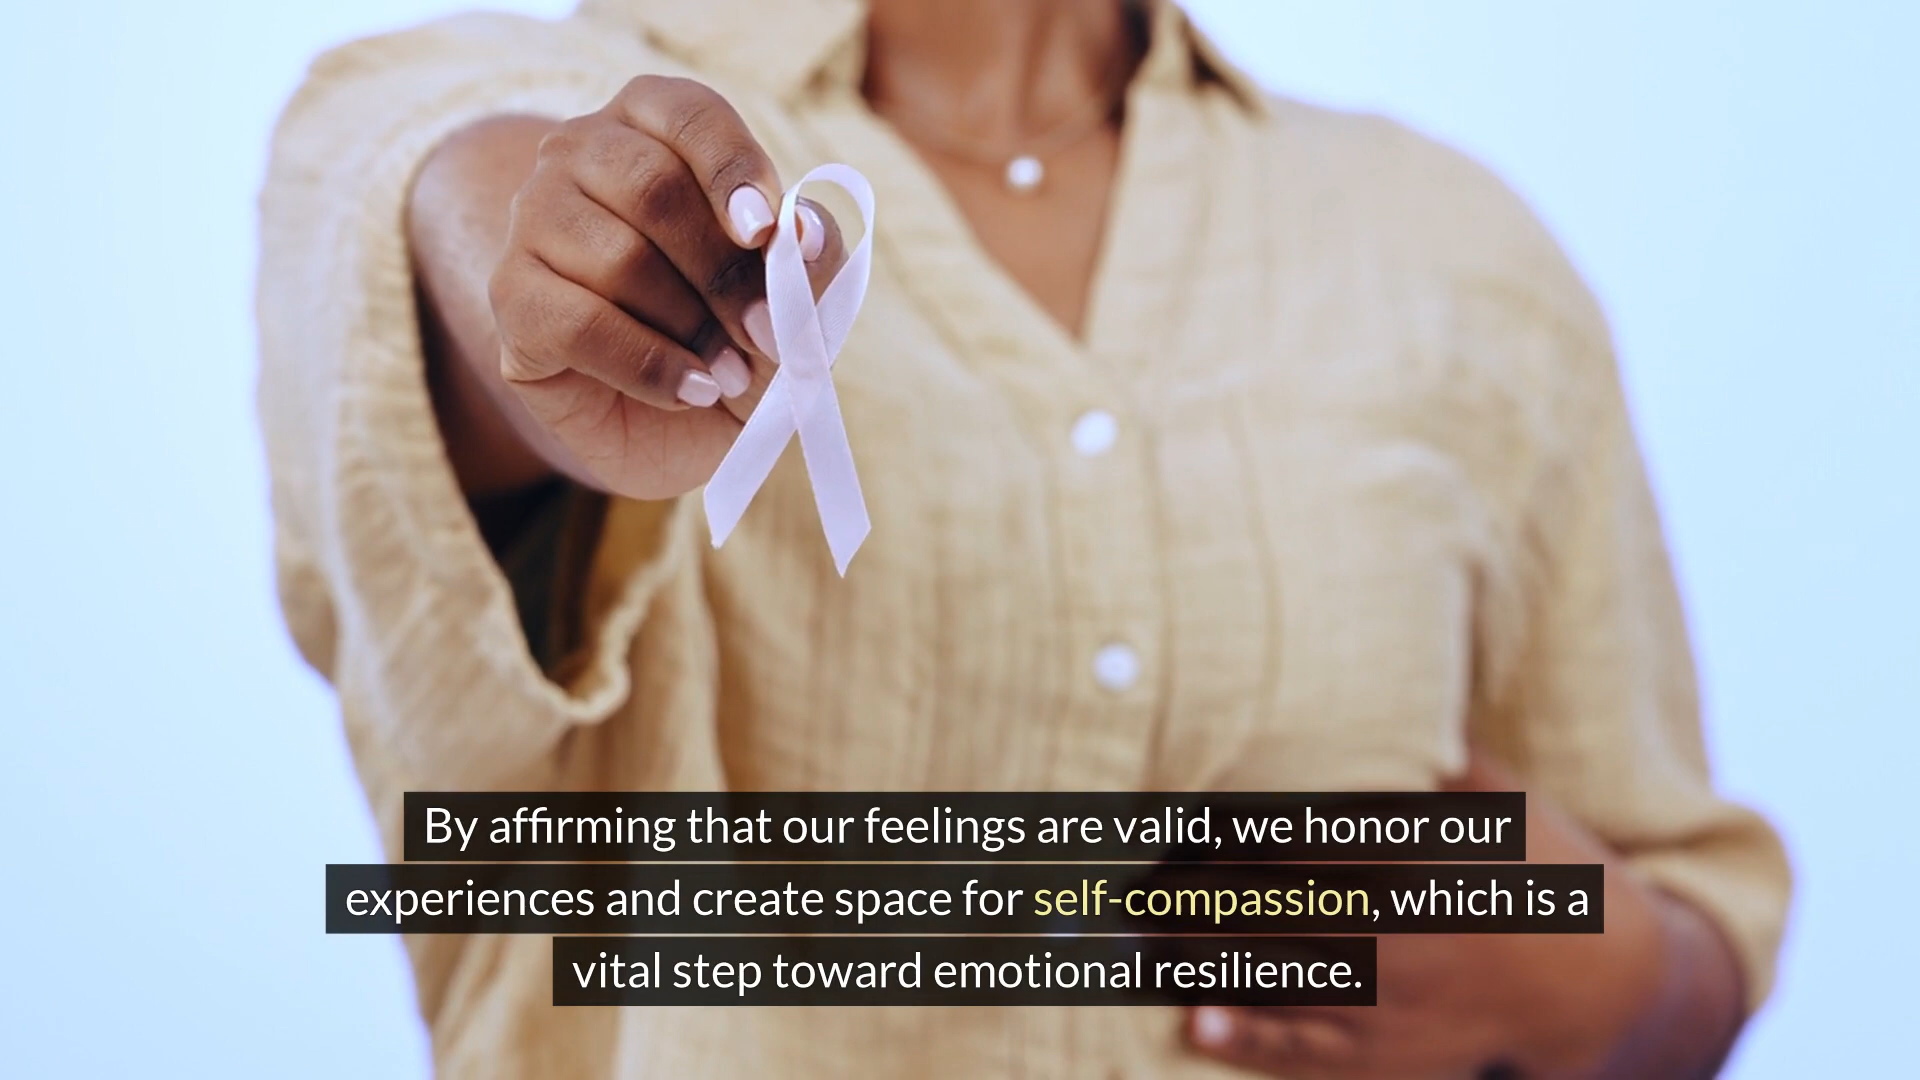 By affirming that our feelings are valid, we honor our
experiences and create space for self-compassion, which is a
vital step toward emotional resilience.